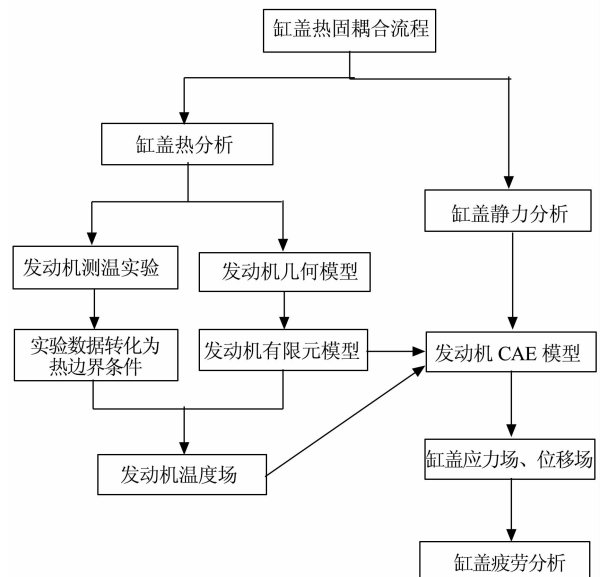 缸盖热固耦合流程
缸盖热分析
缸盖静力分析
发动机测温实验
发动机几何模型
实验数据转化为
热边界条件
发动机有限元模型
发动机 CAE 模型
发动机温度场
缸盖应力场、位移场
缸盖疲劳分析